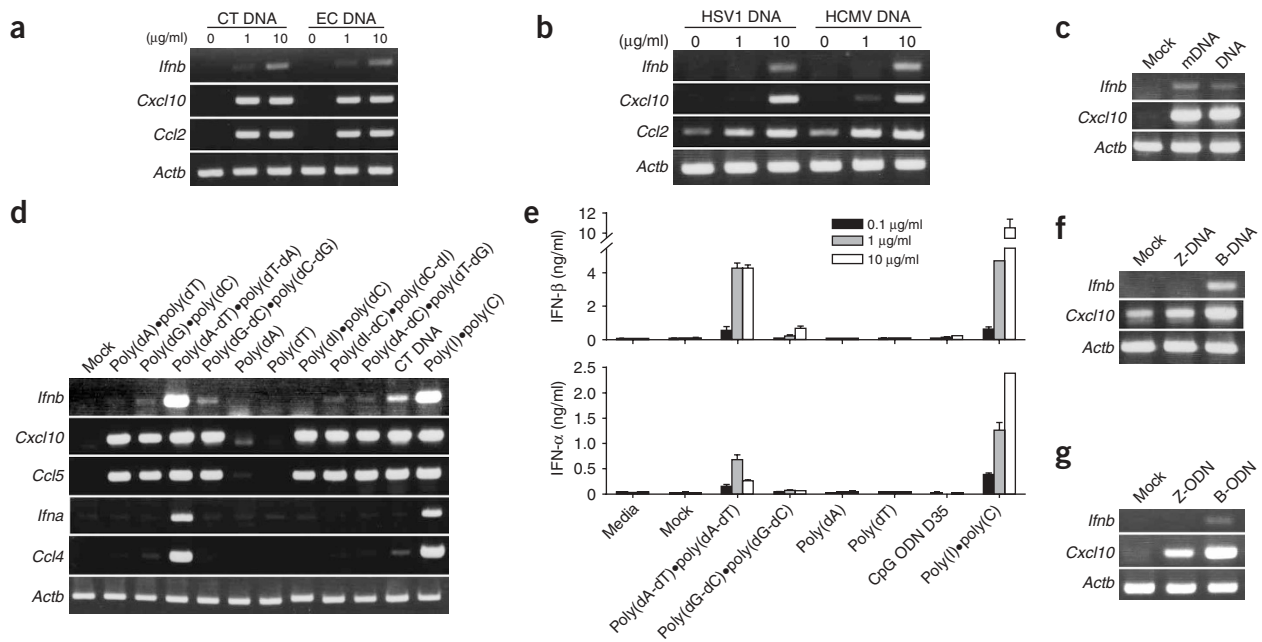 a
CT DNA EC DNA
(μg/ml) 0 1 10 0 1 10
Ifnb
Cxcl10
Ccl2
Actb
b
HSV1 DNA HCMV DNA
(μg/ml) 0 1 10 0 1 10
Ifnb
Cxcl10
Ccl2
Actb
c
Mock mDNA DNA
Ifnb
Cxcl10
Actb
d
Mock
Poly(dA)•poly(dT)
Poly(dG)•poly(dC)
Poly(dA-dT)•poly(dT-dA)
Poly(dG-dC)•poly(dC-dG)
Poly(dA)
Poly(dT)
Poly(dI)•poly(dC)
Poly(dI-dC)•poly(dC-dI)
Poly(dA-dC)•poly(dT-dG)
CT DNA
Poly(I)•poly(C)
Ifnb
Cxcl10
Ccl5
Ifna
Ccl4
Actb
e
IFN-β (ng/ml)
12
10
4
2
0
0.1 μg/ml
1 μg/ml
10 μg/ml
IFN-α (ng/ml)
2.5
2.0
1.5
1.0
0.5
0
Media
Mock
Poly(dA-dT)•poly(dA-dT)
Poly(dG-dC)•poly(dG-dC)
Poly(dA)
Poly(dT)
CpG ODN D35
Poly(I)•poly(C)
f
Mock Z-DNA B-DNA
Ifnb
Cxcl10
Actb
g
Mock Z-ODN B-ODN
Ifnb
Cxcl10
Actb